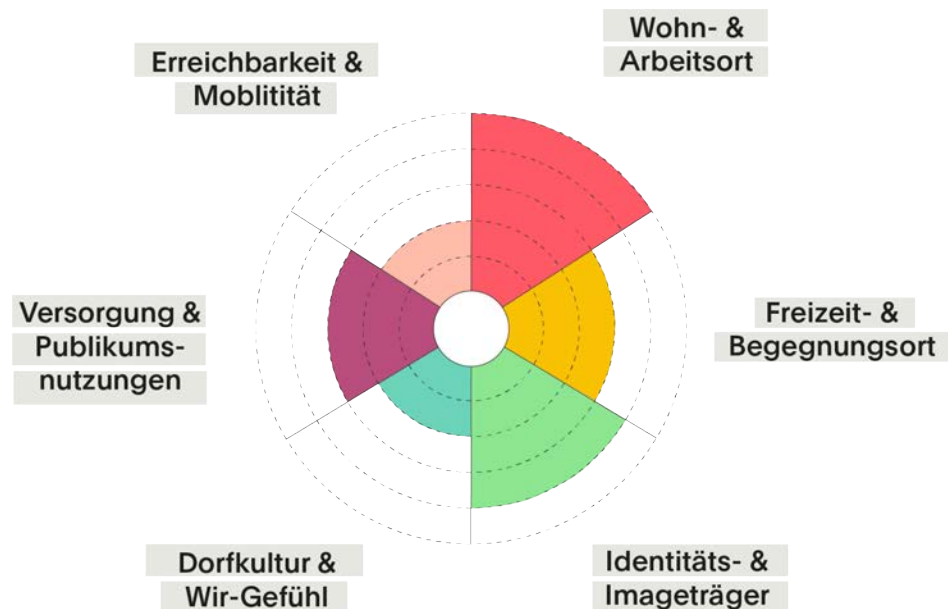 Wohn- &
Arbeitsort
Erreichbarkeit &
Moblitität
Versorgung &
Publikums-
nutzungen
Freizeit- &
Begegnungsort
Dorfkultur &
Wir-Gefühl
Identitäts- &
Imageträger